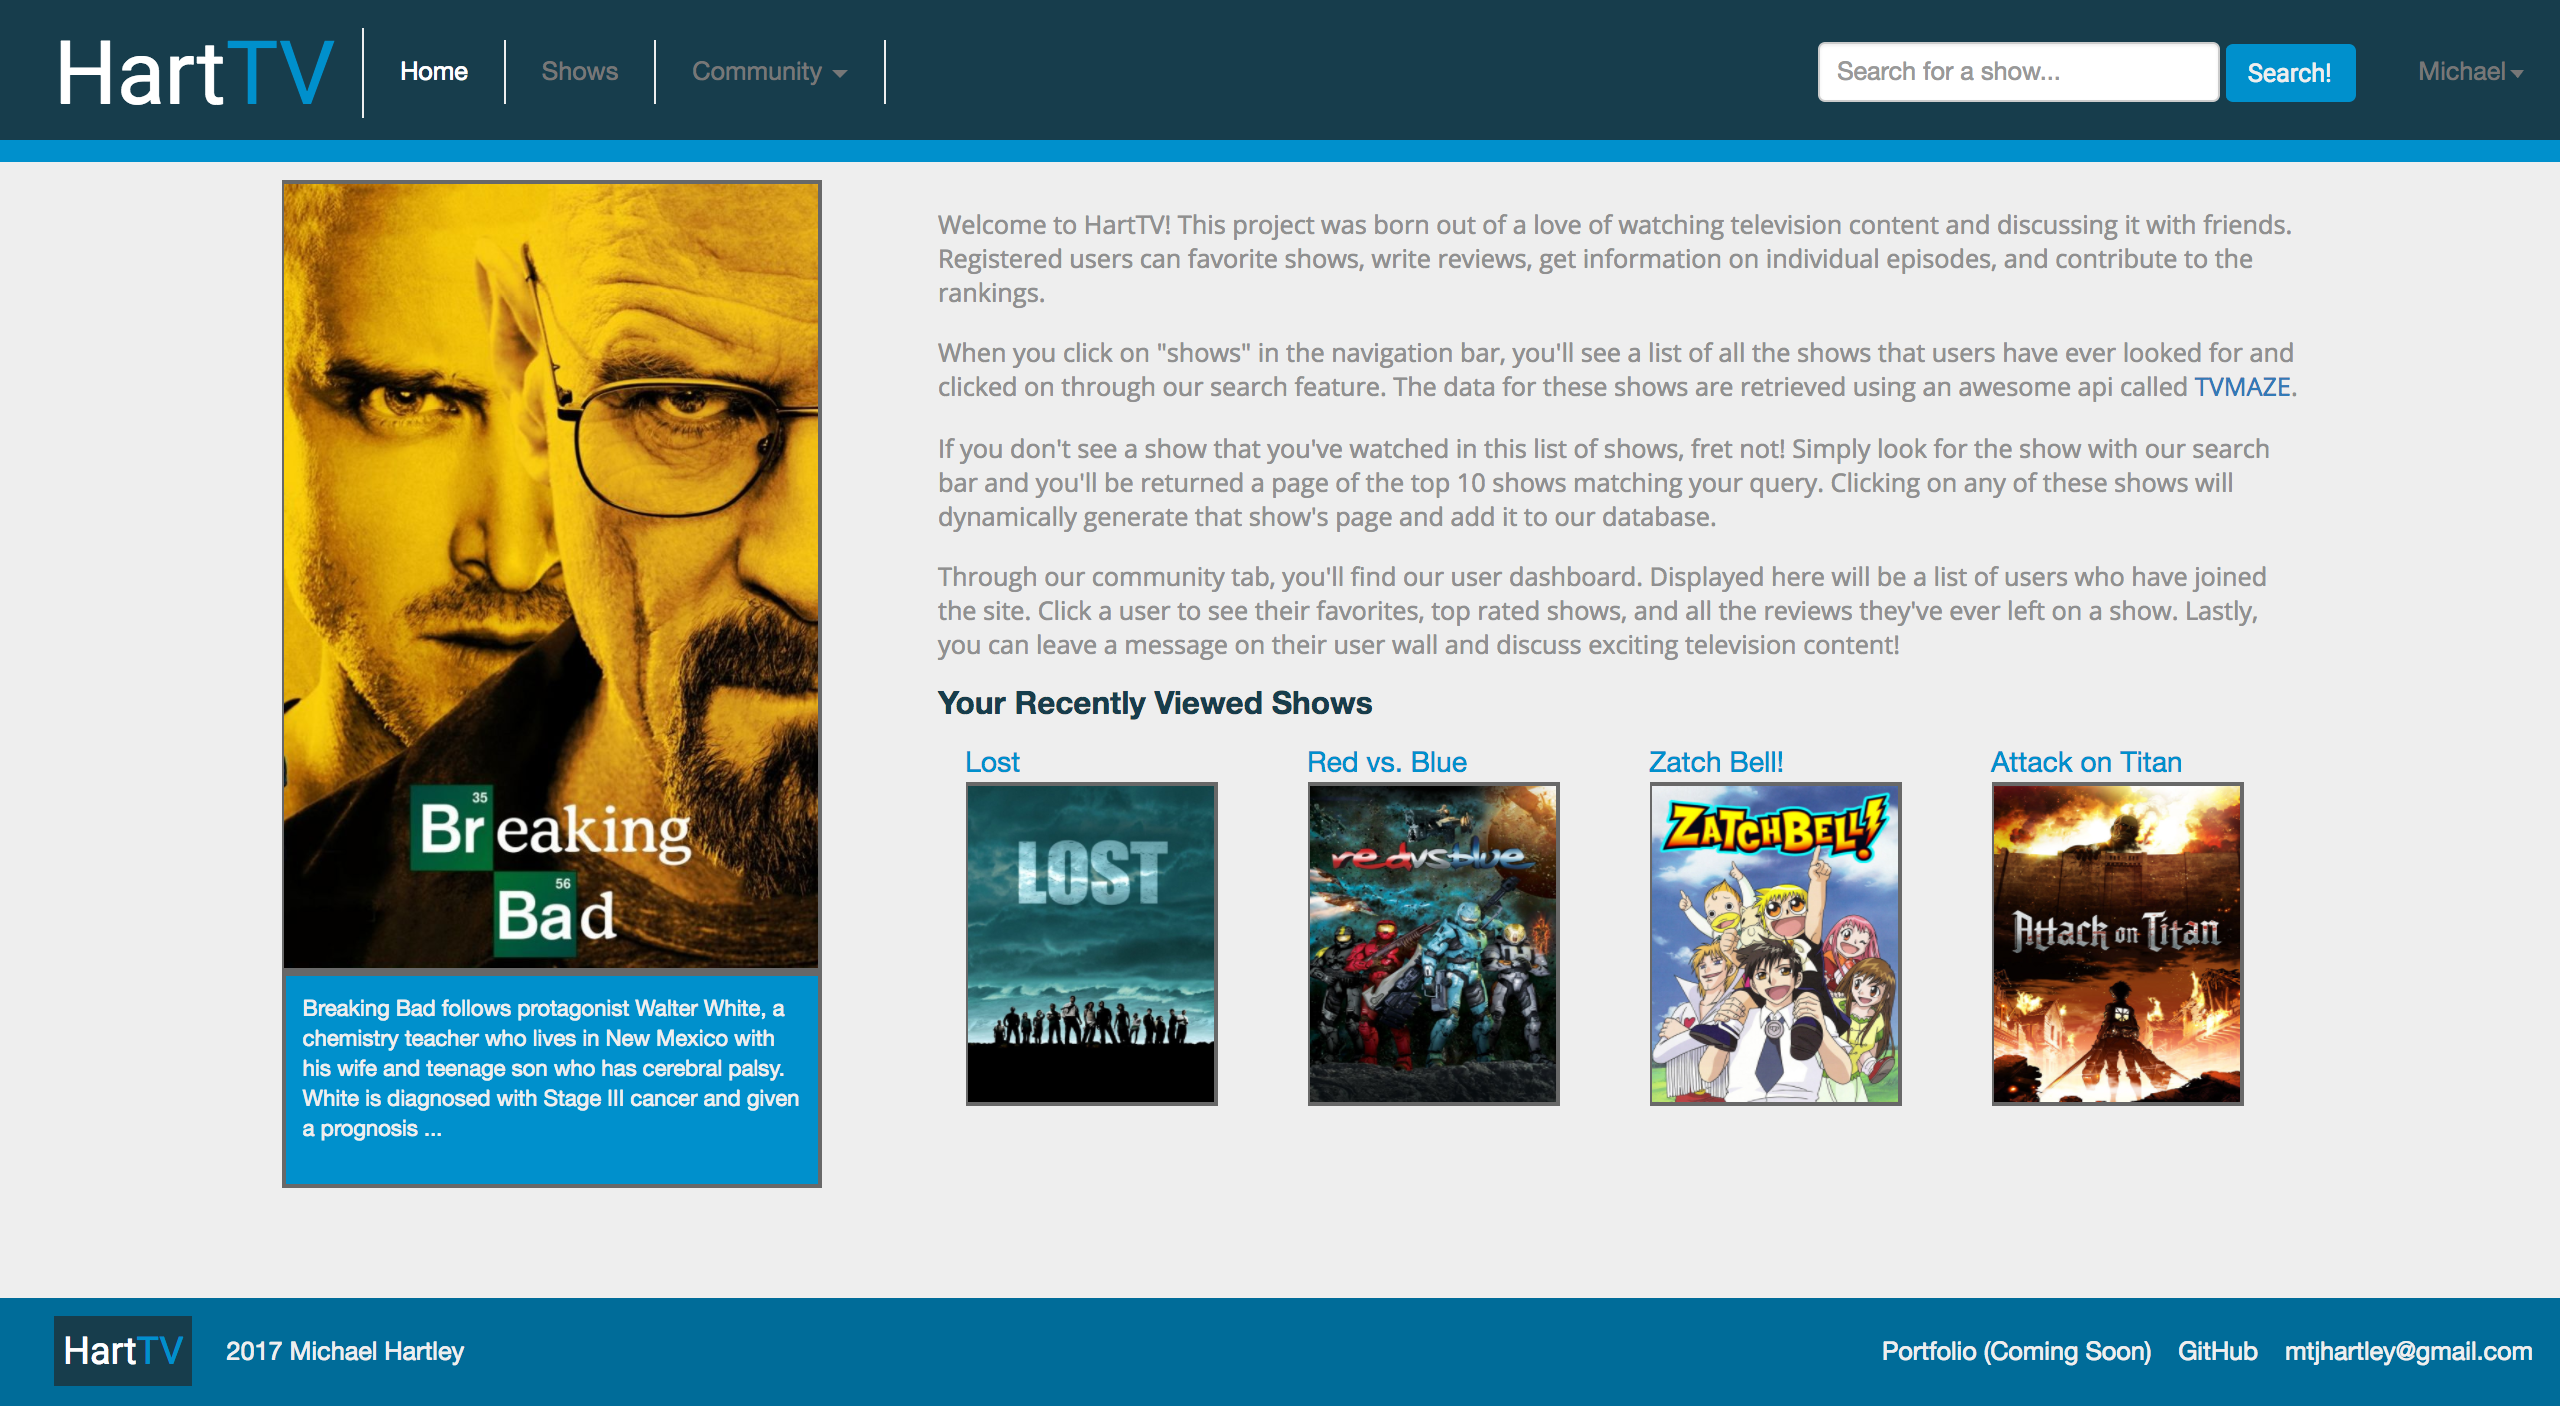 HartTV
Home
Shows
Community
Search for a show...
Search!
Michael
35
Breaking
56
Bad
Breaking Bad follows protagonist Walter White, a
chemistry teacher who lives in New Mexico with
his wife and teenage son who has cerebral palsy.
White is diagnosed with Stage III cancer and given
a prognosis ...
Welcome to HartTV! This project was born out of a love of watching television content and discussing it with friends.
Registered users can favorite shows, write reviews, get information on individual episodes, and contribute to the
rankings.
When you click on "shows" in the navigation bar, you'll see a list of all the shows that users have ever looked for and
clicked on through our search feature. The data for these shows are retrieved using an awesome api called TVMAZE.
If you don't see a show that you've watched in this list of shows, fret not! Simply look for the show with our search
bar and you'll be returned a page of the top 10 shows matching your query. Clicking on any of these shows will
dynamically generate that show's page and add it to our database.
Through our community tab, you'll find our user dashboard. Displayed here will be a list of users who have joined
the site. Click a user to see their favorites, top rated shows, and all the reviews they've ever left on a show. Lastly,
you can leave a message on their user wall and discuss exciting television content!
Your Recently Viewed Shows
Lost
LOST
Red vs. Blue
red vs blue
Zatch Bell!
ZATCHBELL!
Attack on Titan
Attack on Titan
HartTV
2017 Michael Hartley
Portfolio (Coming Soon)
GitHub
mtjhartley@gmail.com